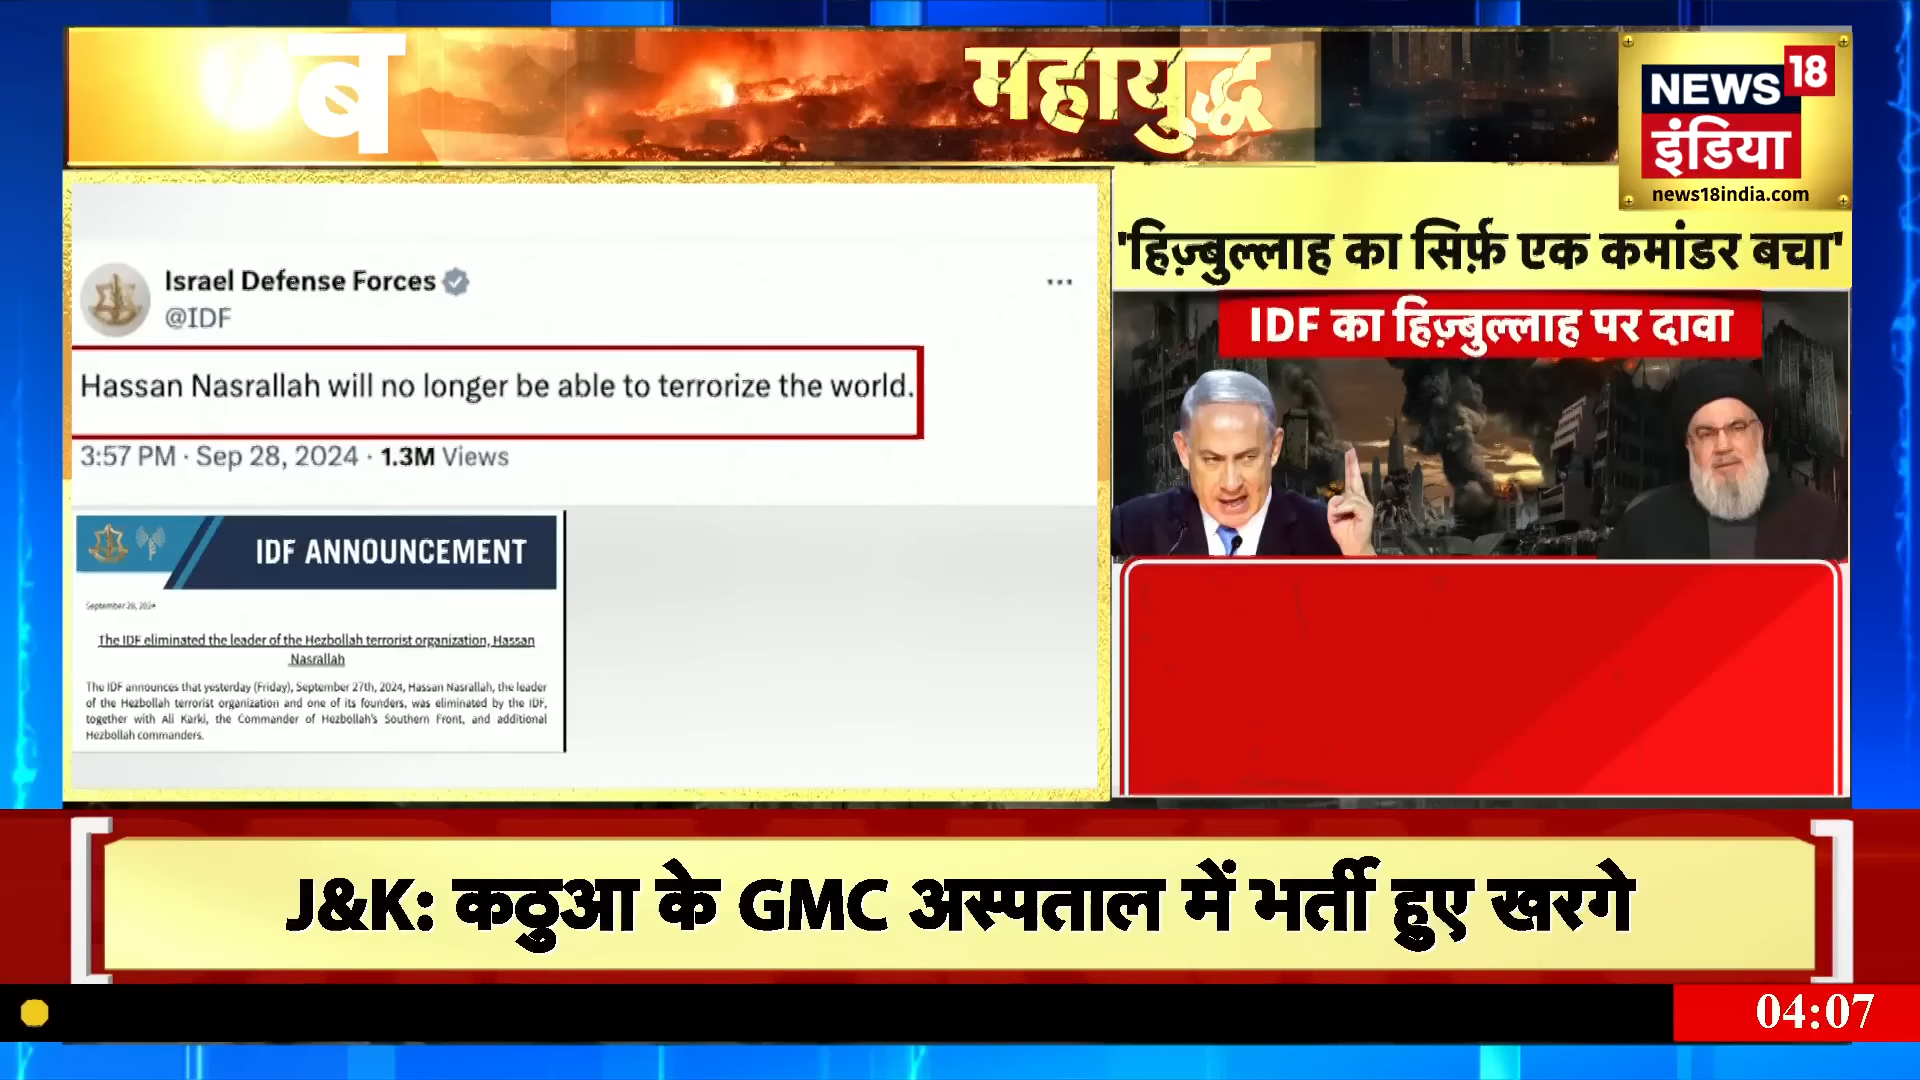 ब
महायुद्ध
NEWS 18
इंडिया
news18india.com
Israel Defense Forces
@IDF
Hassan Nasrallah will no longer be able to terrorize the world.
3:57 PM · Sep 28, 2024 · 1.3M Views
IDF ANNOUNCEMENT
September 28, 2024
The IDF eliminated the leader of the Hezbollah terrorist organization, Hassan
Nasrallah
The IDF announces that yesterday (Friday), September 27th, 2024, Hassan Nasrallah, the leader
of the Hezbollah terrorist organization and one of its founders, was eliminated by the IDF,
together with Ali Karki, the Commander of Hezbollah's Southern Front, and additional
Hezbollah commanders.
'हिज़्बुल्लाह का सिर्फ़ एक कमांडर बचा'
IDF का हिज़्बुल्लाह पर दावा
J&K: कठुआ के GMC अस्पताल में भर्ती हुए खरगे
04:07